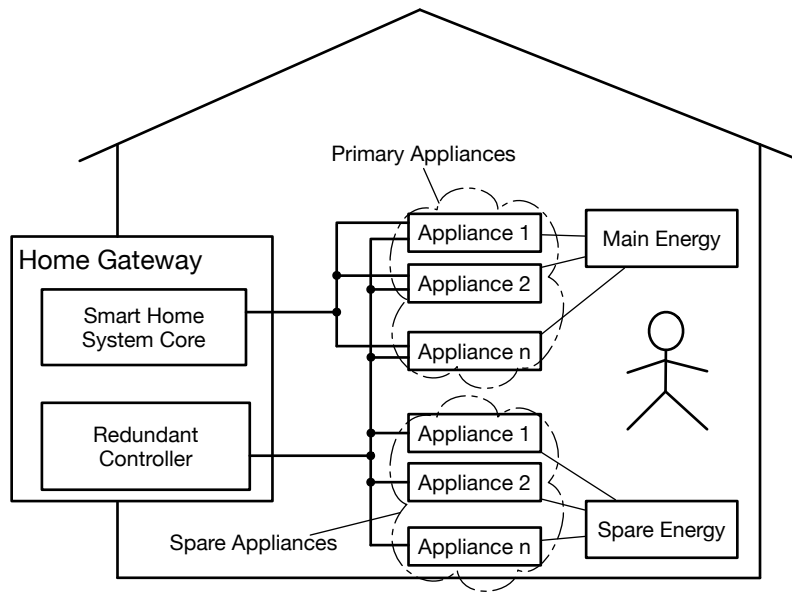 Primary Appliances
Home Gateway
Smart Home
System Core
Redundant
Controller
Appliance 1
Appliance 2
Appliance n
Main Energy
Appliance 1
Appliance 2
Appliance n
Spare Energy
Spare Appliances